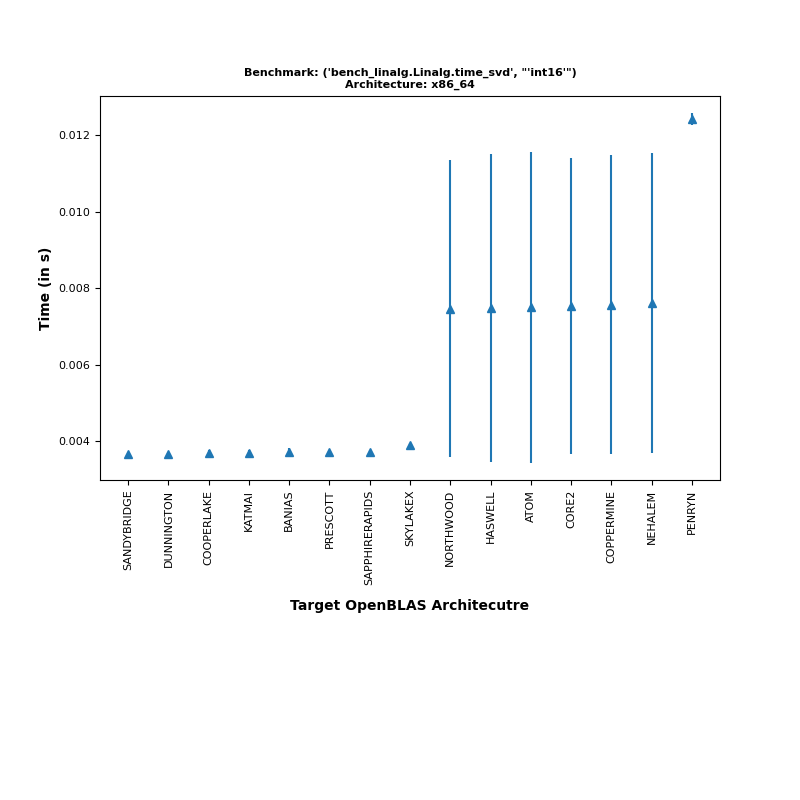 Benchmark: ('bench_linalg.Linalg.time_svd', "'int16'")
Architecture: x86_64
Time (in s)
0.012
0.010
0.008
0.006
0.004
SANDYBRIDGE
DUNNINGTON
COOPERLAKE
KATMAI
BANIAS
PRESCOTT
SAPPHIRERAPIDS
SKYLAKEX
NORTHWOOD
HASWELL
ATOM
CORE2
COPPERMINE
NEHALEM
PENRYN
Target OpenBLAS Architecutre